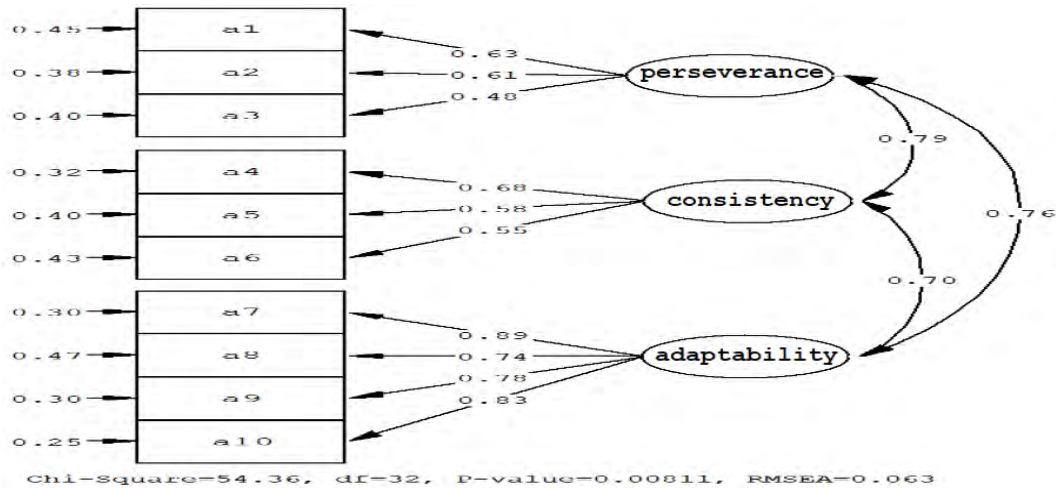 0.45 a1
0.63
0.38 a2 0.61 perseverance
0.48
0.40 a3
0.79
0.32 a4
0.68
0.40 a5 0.58 consistency
0.55
0.76
0.43 a6
0.70
0.30 a7
0.89
0.47 a8 0.74 adaptability
0.78
0.30 a9
0.83
0.25 a10
Chi-Square=54.36, df=32, P-value=0.00811, RMSEA=0.063